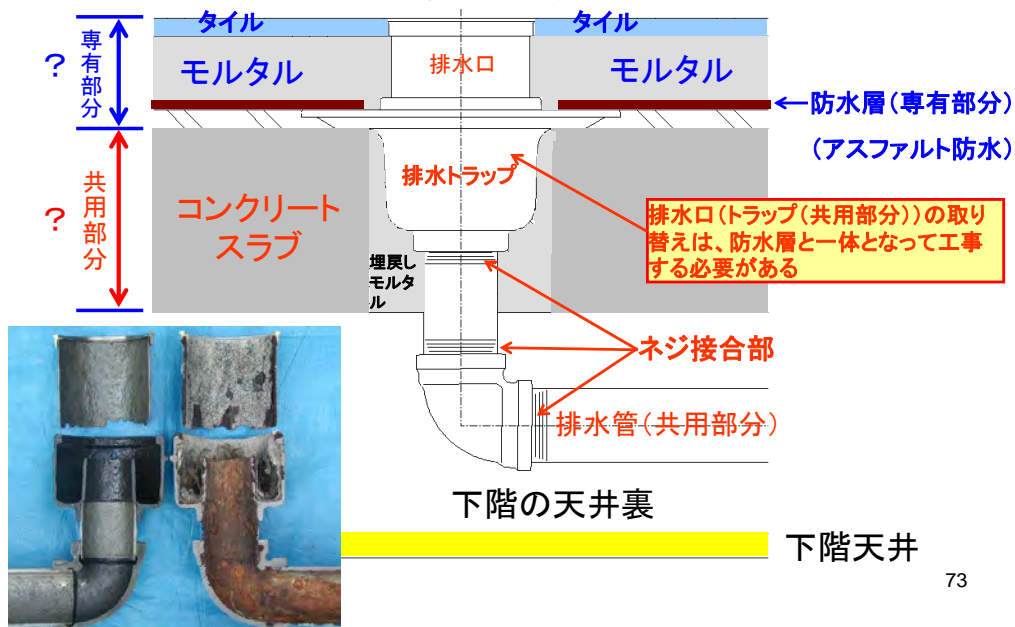 タイル
タイル
?
専有部分
モルタル
排水口
モルタル
←防水層(専有部分)
(アスファルト防水)
?
共用部分
コンクリート
スラブ
排水トラップ
排水口(トラップ(共用部分))の取り
替えは、防水層と一体となって工事
する必要がある
埋戻し
モルタ
ル
ネジ接合部
排水管(共用部分)
下階の天井裏
下階天井
73